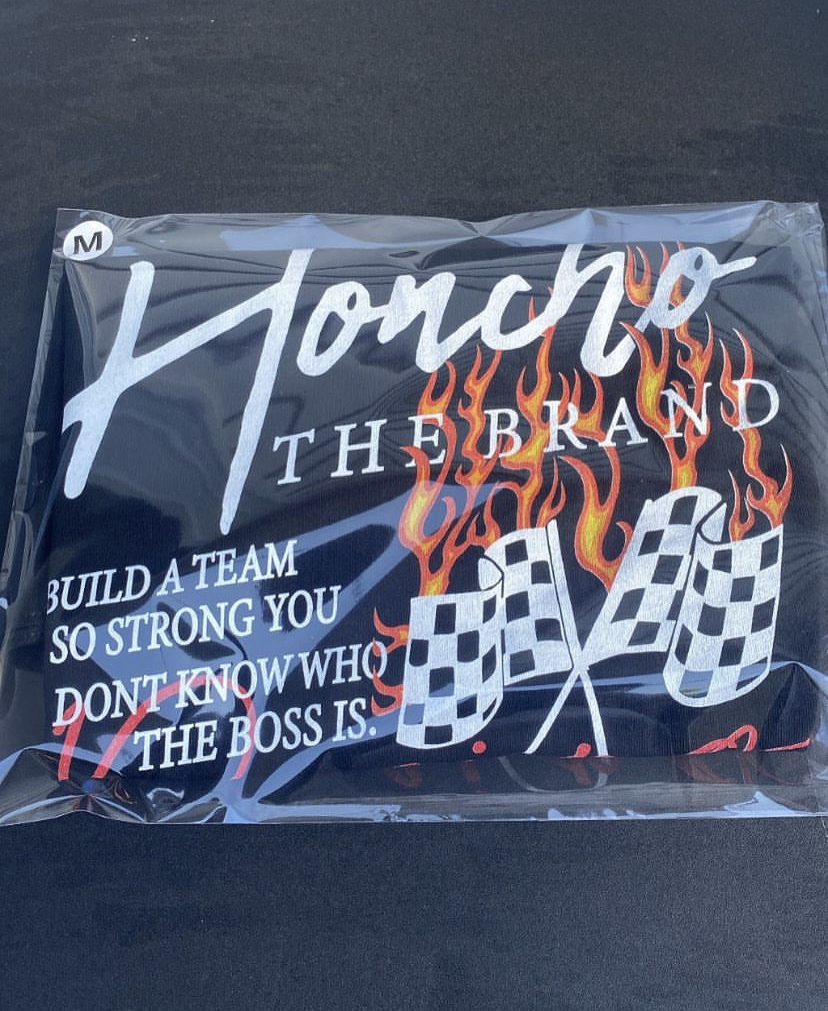 M
Honcho
THE BRAND
BUILD A TEAM
SO STRONG YOU
DONT KNOW WHO
THE BOSS IS.